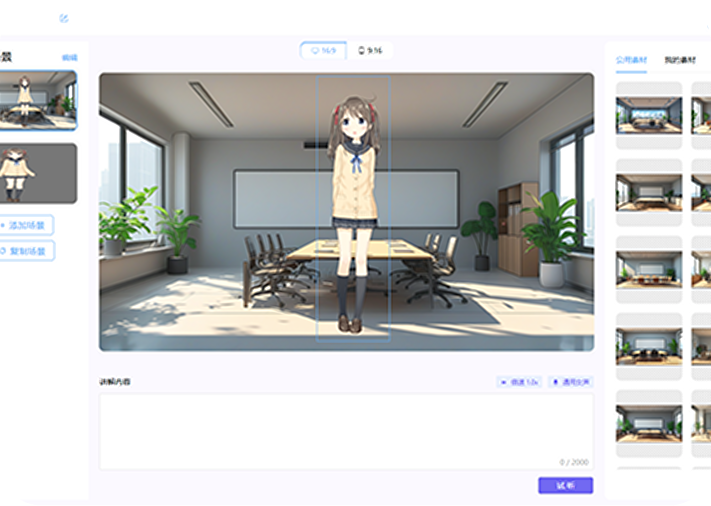 景
编辑
16:9
9:16
公用素材
我的素材
+ 添加场景
复制场景
讲解内容
倍速 1.0x
通用女声
0 / 2000
试听